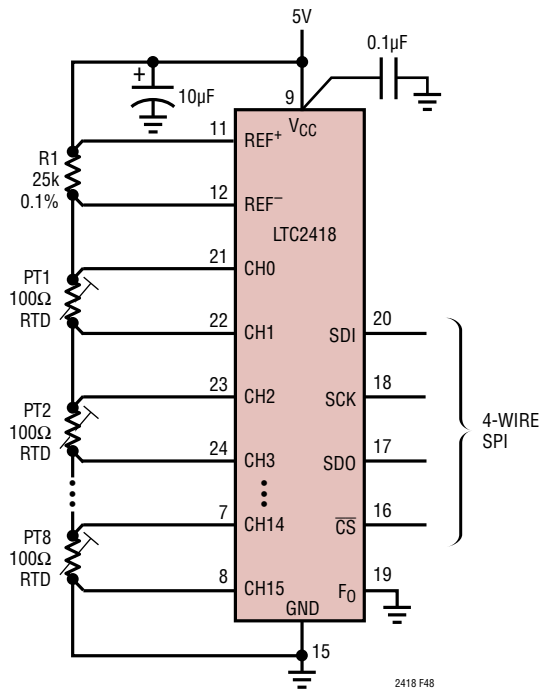 5V
0.1µF
+
10µF
9
VCC
11
REF+
R1
25k
0.1%
12
REF−
LTC2418
21
CH0
PT1
100Ω
RTD
22
CH1
20
SDI
23
CH2
18
SCK
PT2
100Ω
RTD
4-WIRE
SPI
24
CH3
17
SDO
7
CH14
16
CS
PT8
100Ω
RTD
8
CH15
19
FO
GND
15
2418 F48